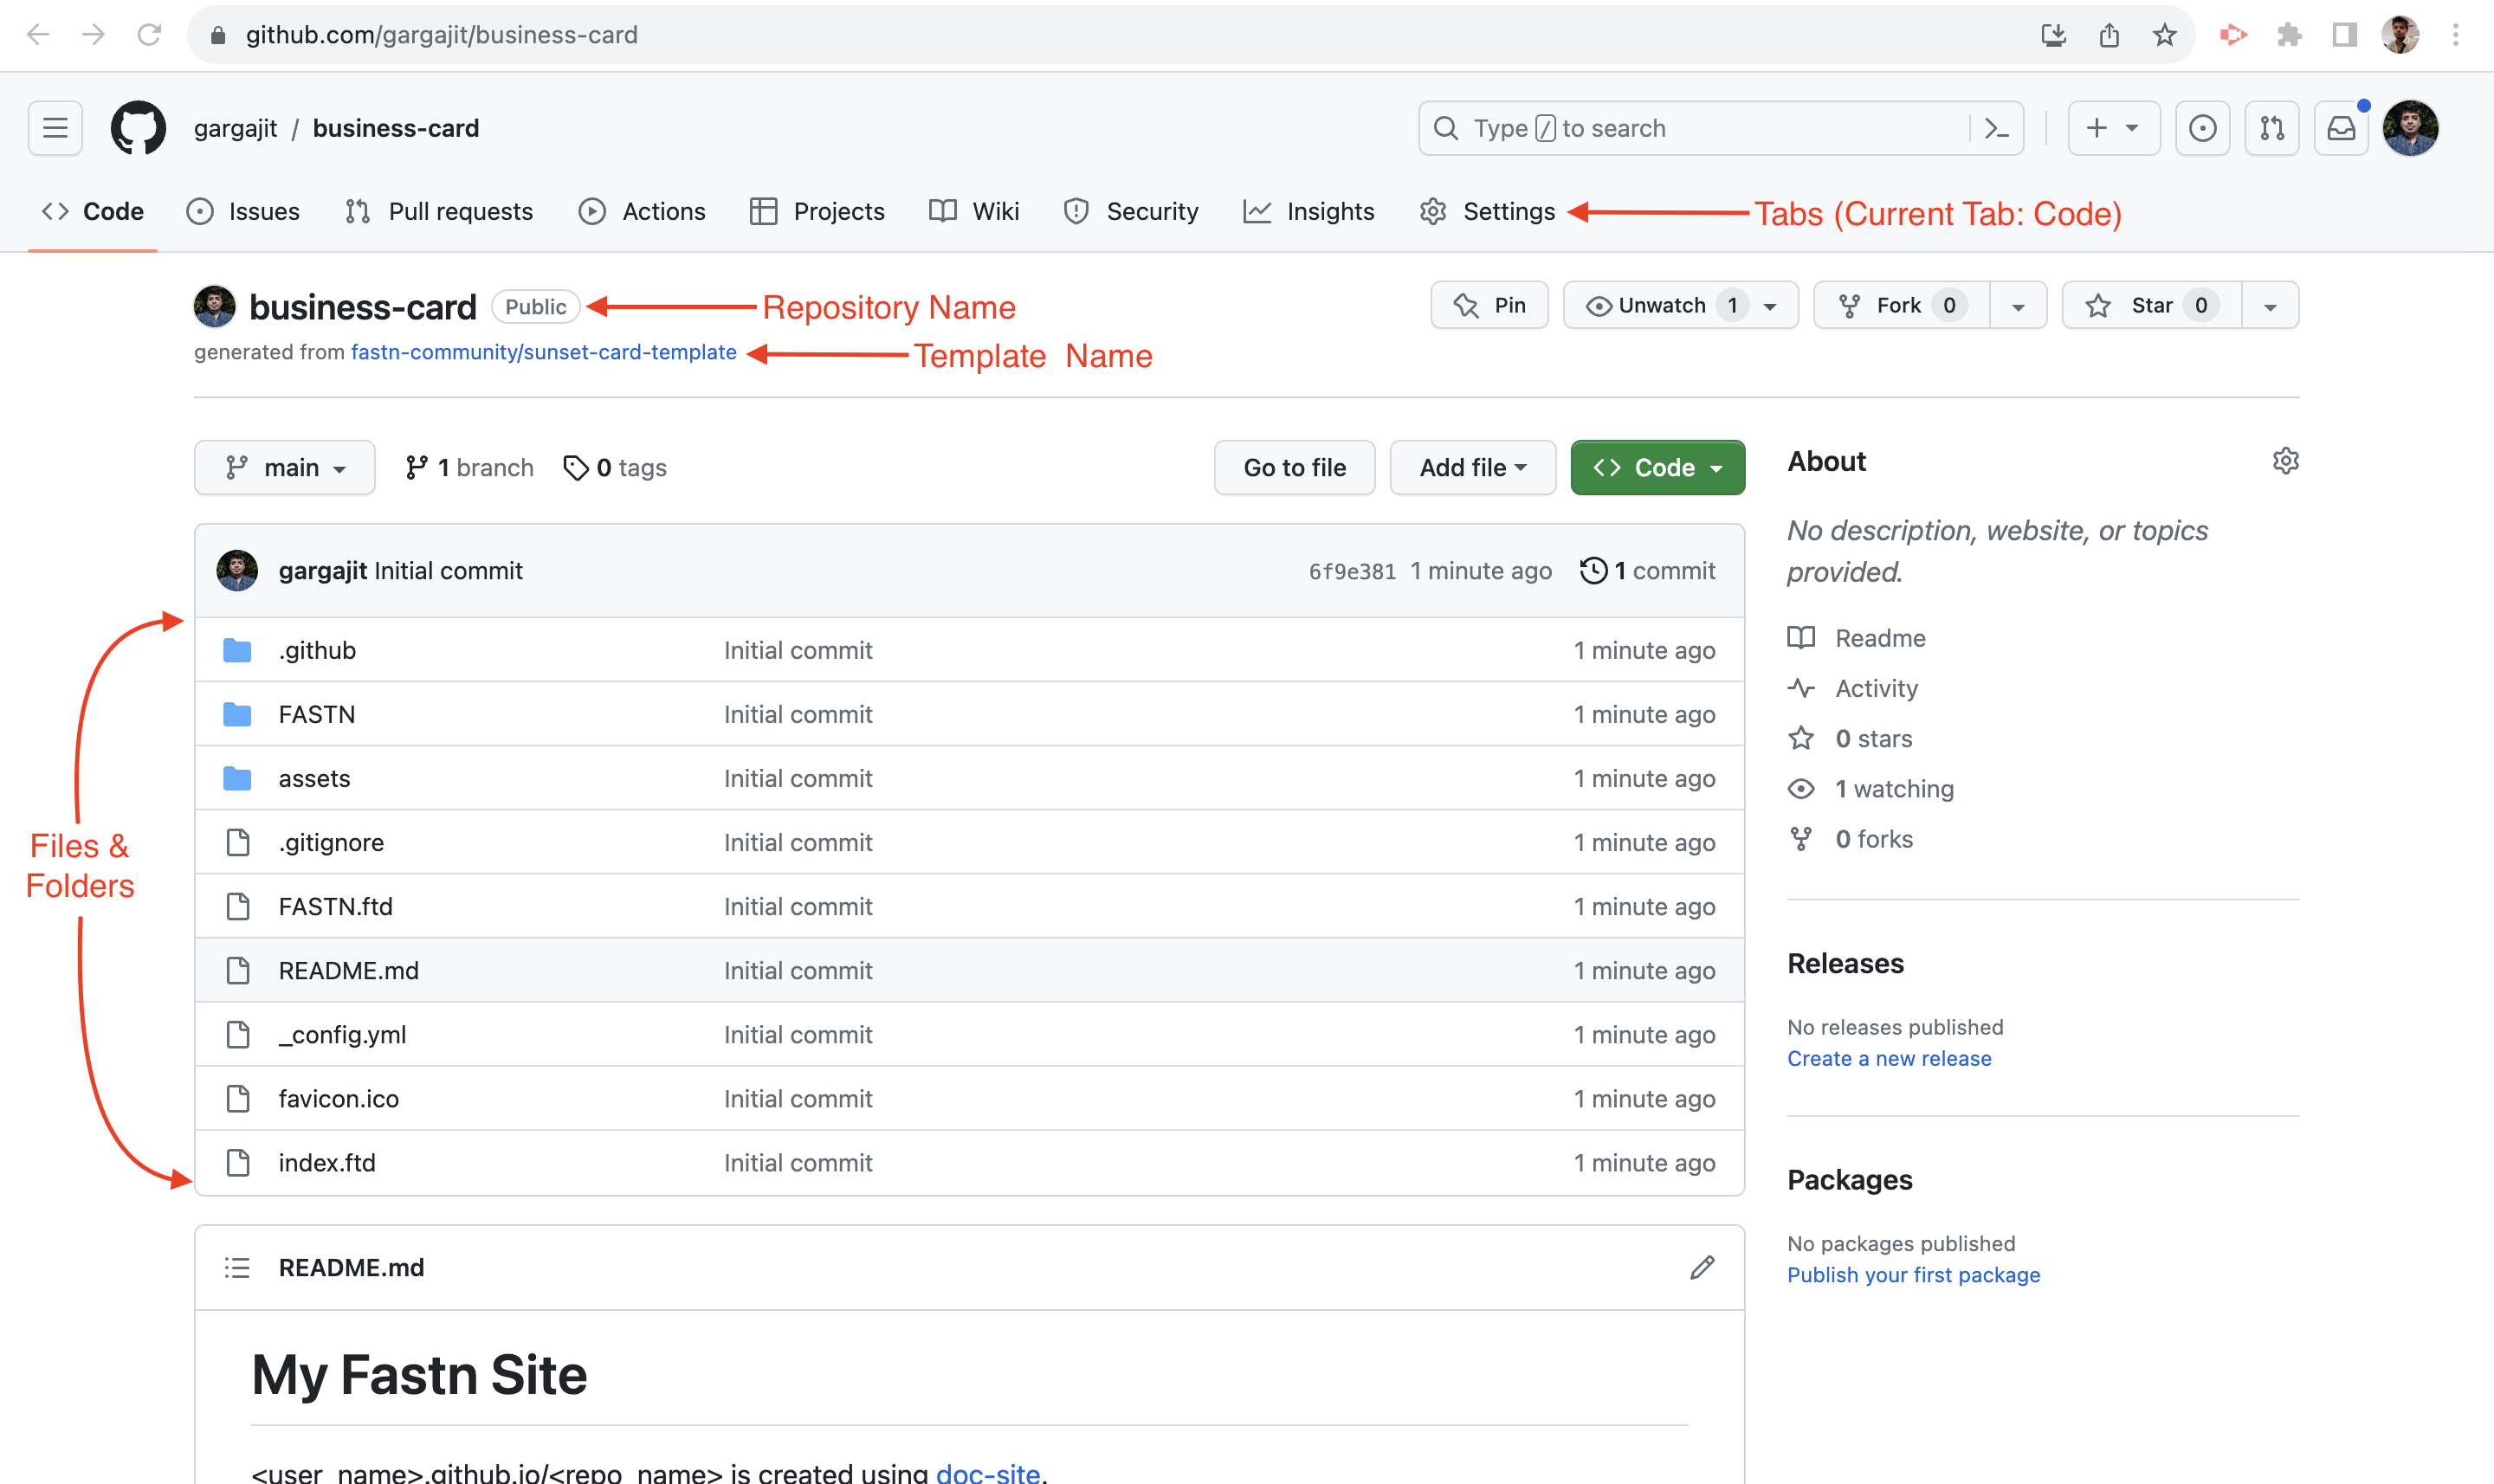 github.com/gargajit/business-card
gargajit / business-card
Type / to search
Code Issues Pull requests Actions Projects Wiki Security Insights Settings Tabs (Current Tab: Code)
business-card Public Repository Name
Pin Unwatch 1 Fork 0 Star 0
generated from fastn-community/sunset-card-template Template Name
main 1 branch 0 tags Go to file Add file Code
About
No description, website, or topics
provided.
gargajit Initial commit 6f9e381 1 minute ago 1 commit
.github Initial commit 1 minute ago
FASTN Initial commit 1 minute ago
assets Initial commit 1 minute ago
.gitignore Initial commit 1 minute ago
FASTN.ftd Initial commit 1 minute ago
README.md Initial commit 1 minute ago
_config.yml Initial commit 1 minute ago
favicon.ico Initial commit 1 minute ago
index.ftd Initial commit 1 minute ago
Files &
Folders
Readme
Activity
0 stars
1 watching
0 forks
Releases
No releases published
Create a new release
Packages
No packages published
Publish your first package
README.md
My Fastn Site
<user_name>.github.io/<repo_name> is created using doc-site.